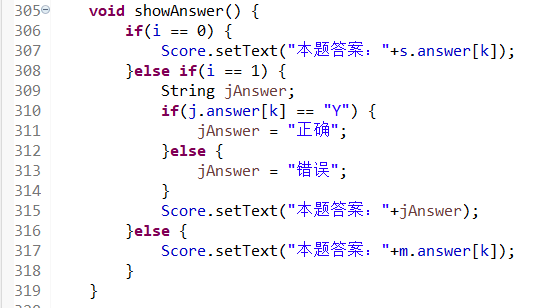 305 void showAnswer() {
306 if(i == 0) {
307 Score.setText("本题答案："+s.answer[k]);
308 }else if(i == 1) {
309 String jAnswer;
310 if(j.answer[k] == "Y") {
311 jAnswer = "正确";
312 }else {
313 jAnswer = "错误";
314 }
315 Score.setText("本题答案："+jAnswer);
316 }else {
317 Score.setText("本题答案："+m.answer[k]);
318 }
319 }